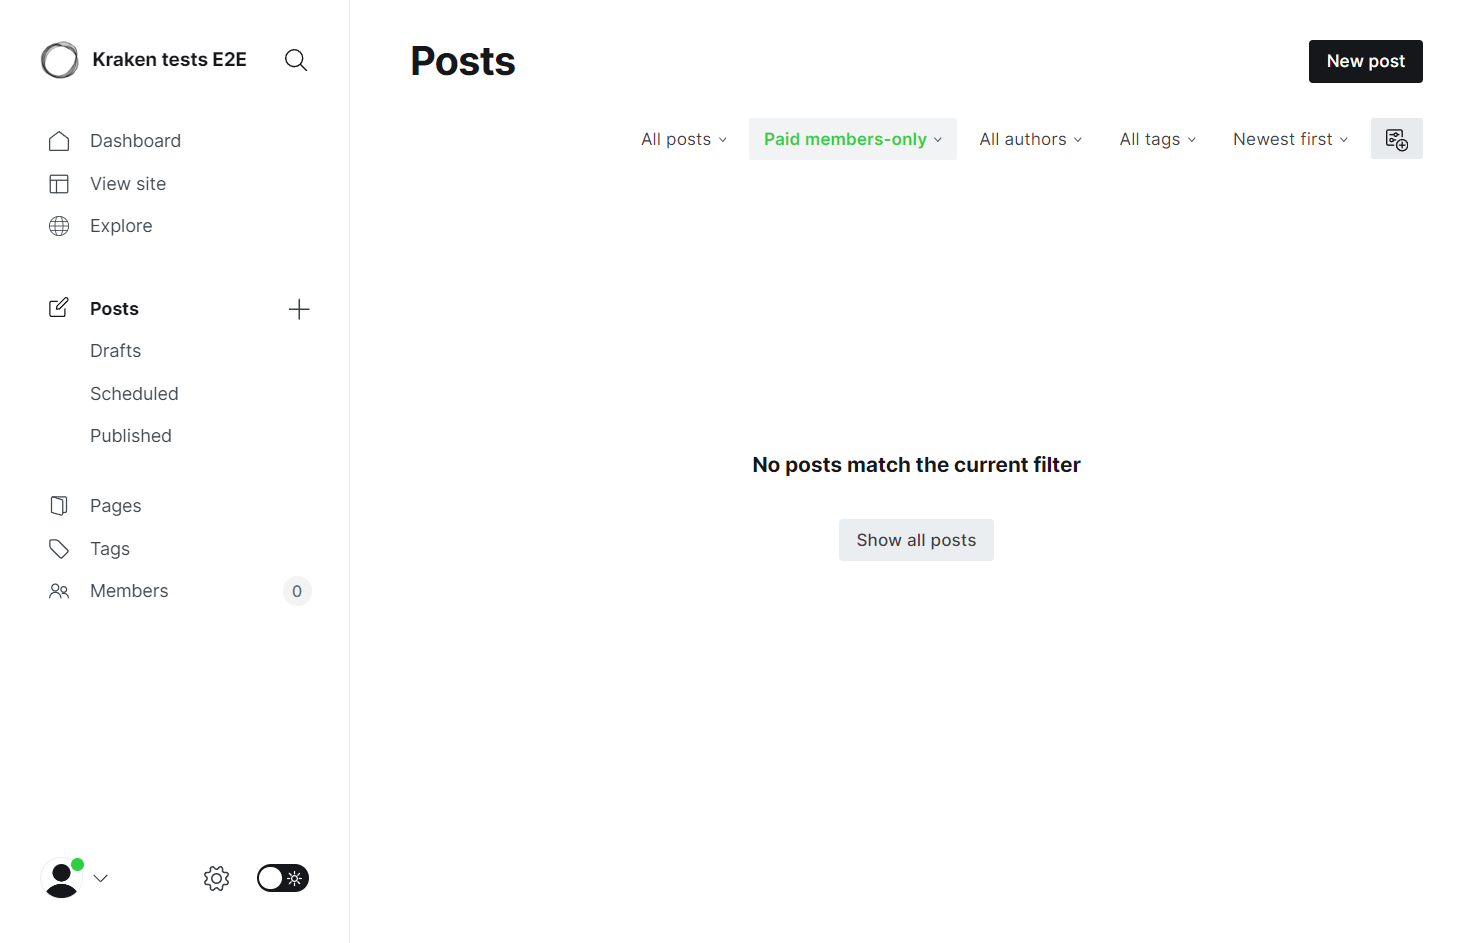 Kraken tests E2E
Dashboard
View site
Explore
Posts
Drafts
Scheduled
Published
Pages
Tags
Members 0
Posts
New post
All posts Paid members-only All authors All tags Newest first
No posts match the current filter
Show all posts